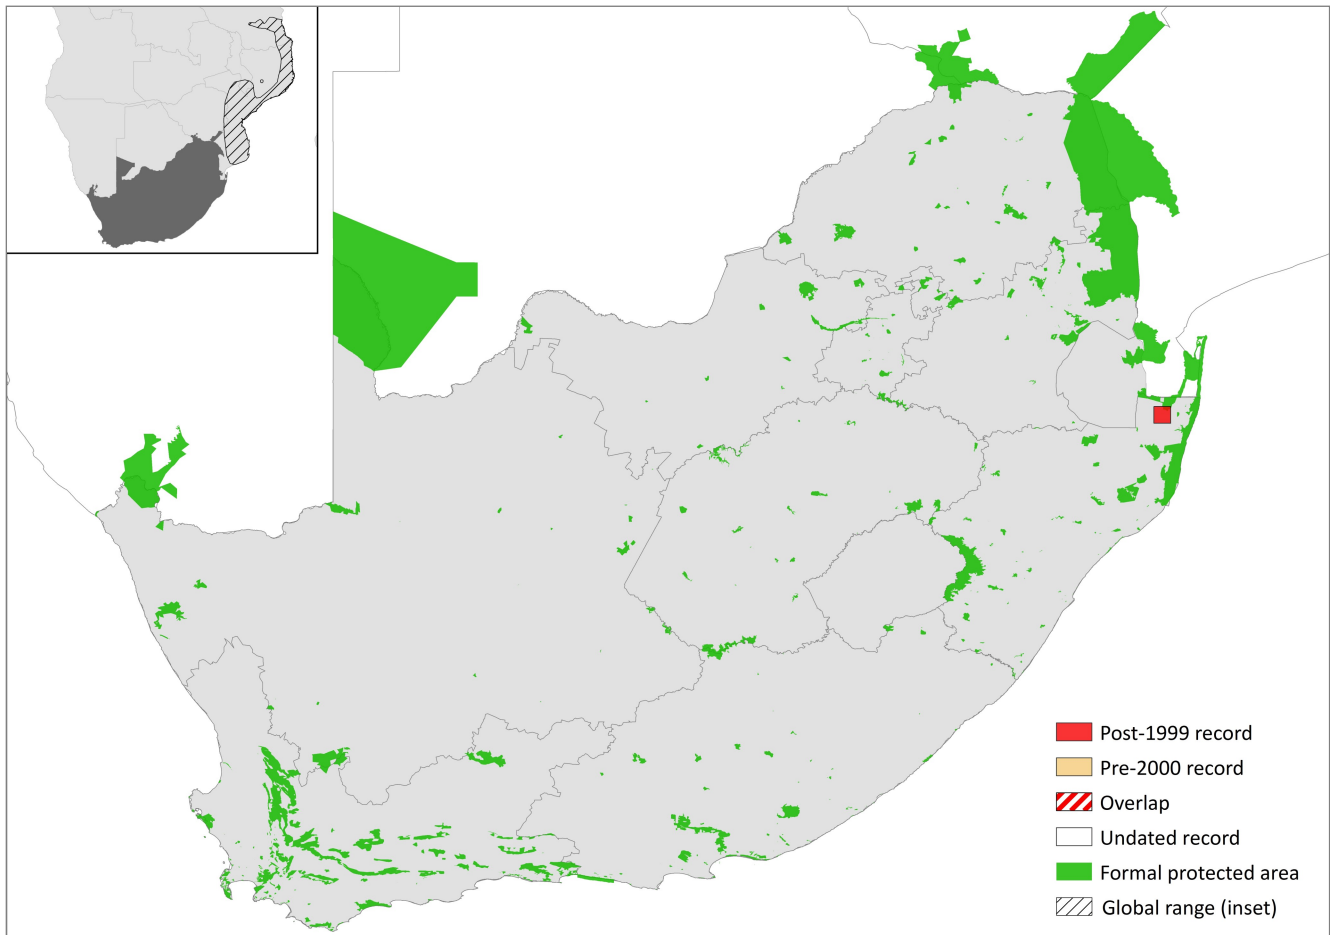 Post-1999 record
Pre-2000 record
Overlap
Undated record
Formal protected area
Global range (inset)